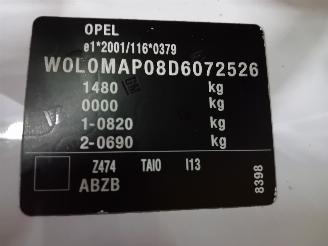 OPEL
e1*2001/116*0379
W0L0MAP08D6072526
1480 kg
0000 kg
1-0820 kg
2-0690 kg
Z474 TAI0 I13
ABZB
8398